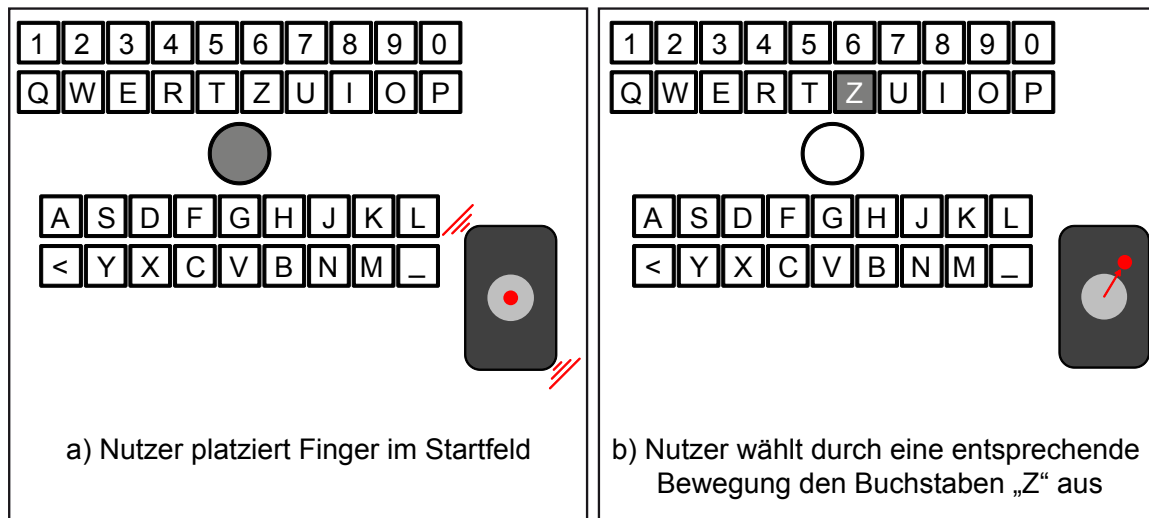 1 2 3 4 5 6 7 8 9 0
Q W E R T Z U I O P
A S D F G H J K L
< Y X C V B N M _
a) Nutzer platziert Finger im Startfeld
1 2 3 4 5 6 7 8 9 0
Q W E R T Z U I O P
A S D F G H J K L
< Y X C V B N M _
b) Nutzer wählt durch eine entsprechende
Bewegung den Buchstaben „Z“ aus